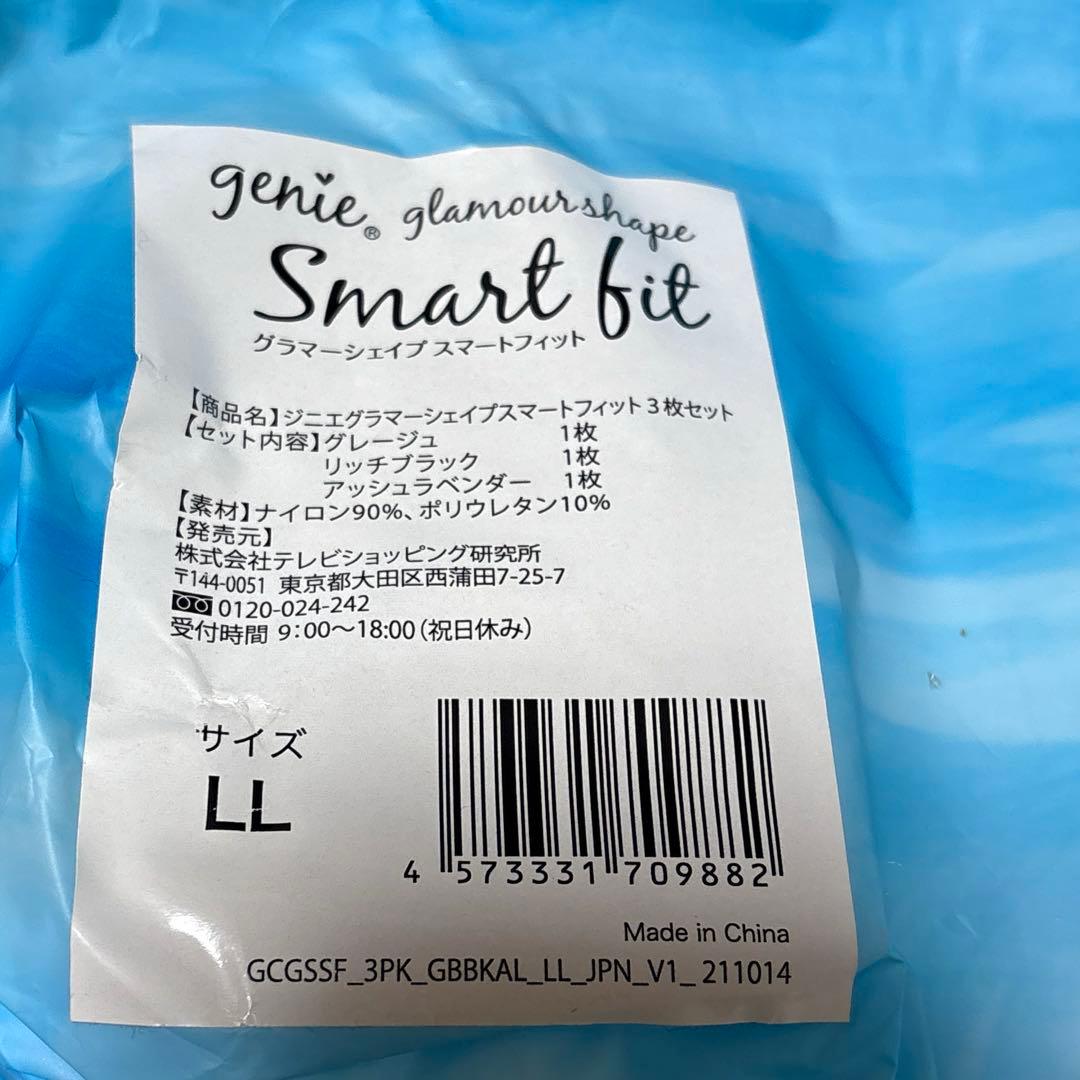 genie® glamour shape
Smart fit
グラマーシェイプ スマートフィット
【商品名】ジニエグラマーシェイプスマートフィット３枚セット
【セット内容】グレージュ 1枚
リッチブラック 1枚
アッシュラベンダー 1枚
【素材】ナイロン90%、ポリウレタン10%
【発売元】
株式会社テレビショッピング研究所
〒144-0051 東京都大田区西蒲田7-25-7
0120-024-242
受付時間 9:00〜18:00（祝日休み）
サイズ
LL
4 573331 709882
Made in China
GCGSSF_3PK_GBBKAL_LL_JPN_V1_211014